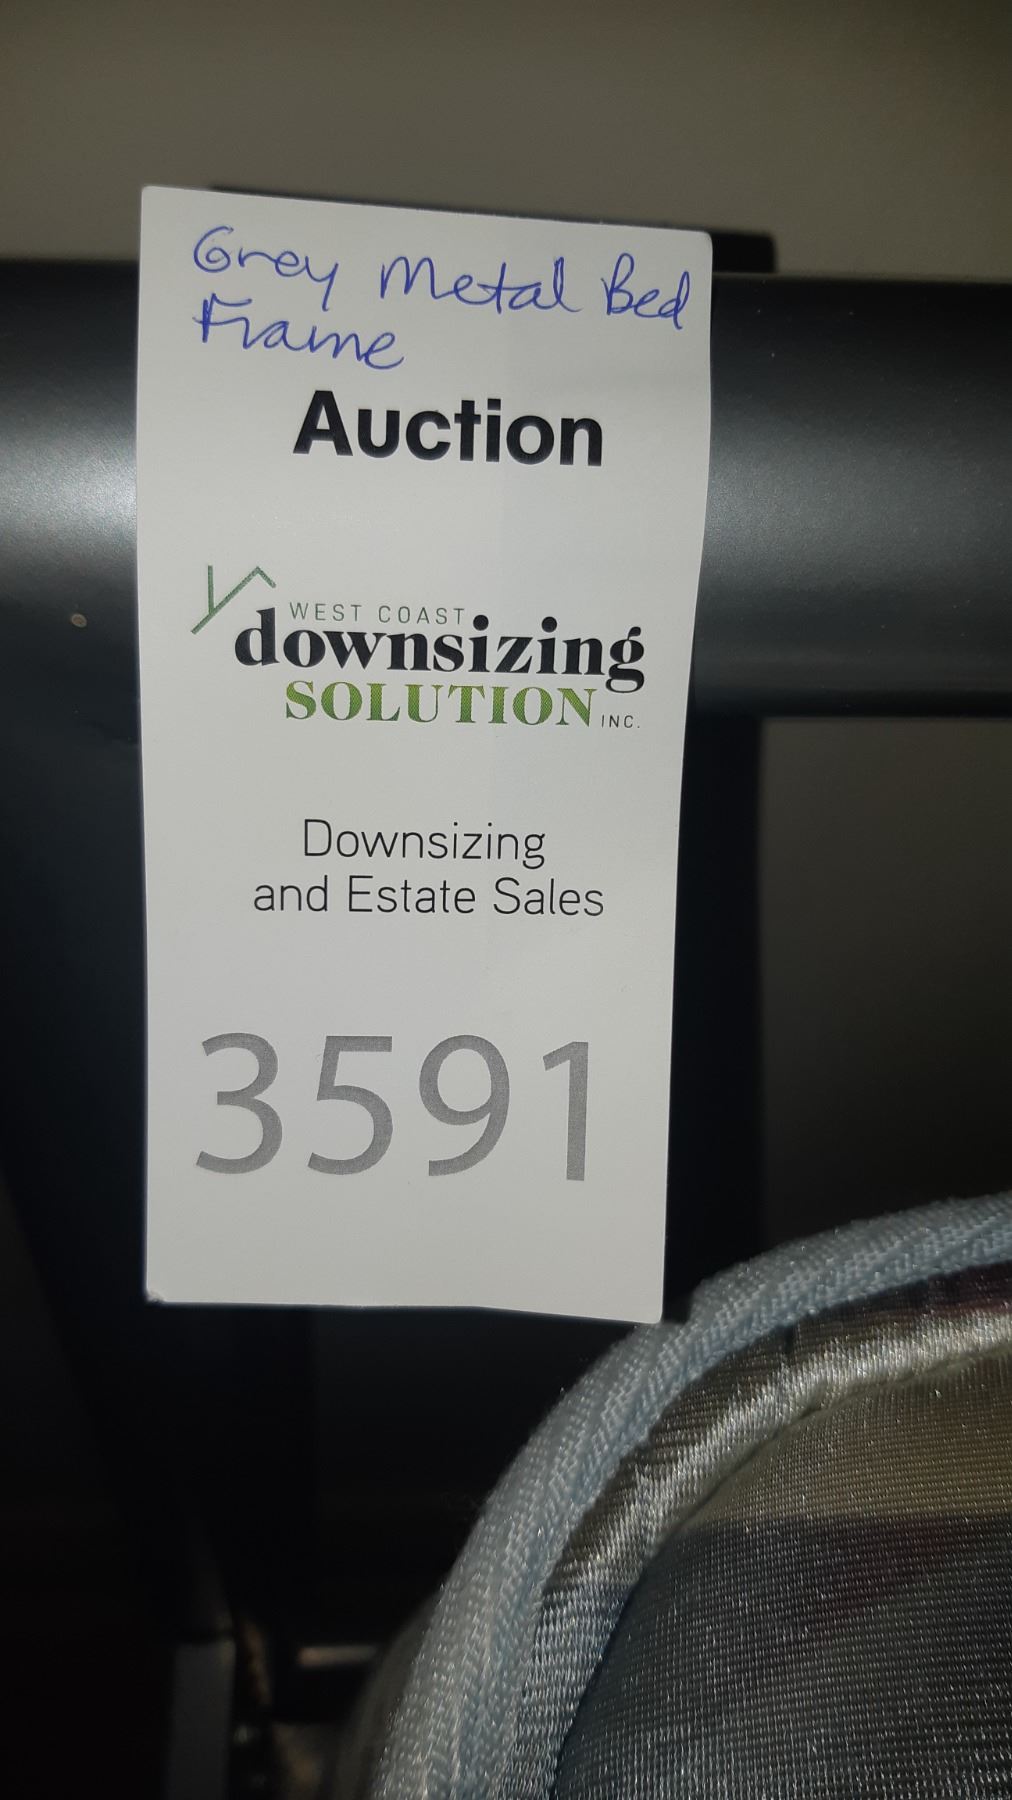 Grey Metal Bed
Frame
Auction
WEST COAST
downsizing
SOLUTION INC.
Downsizing
and Estate Sales
3591